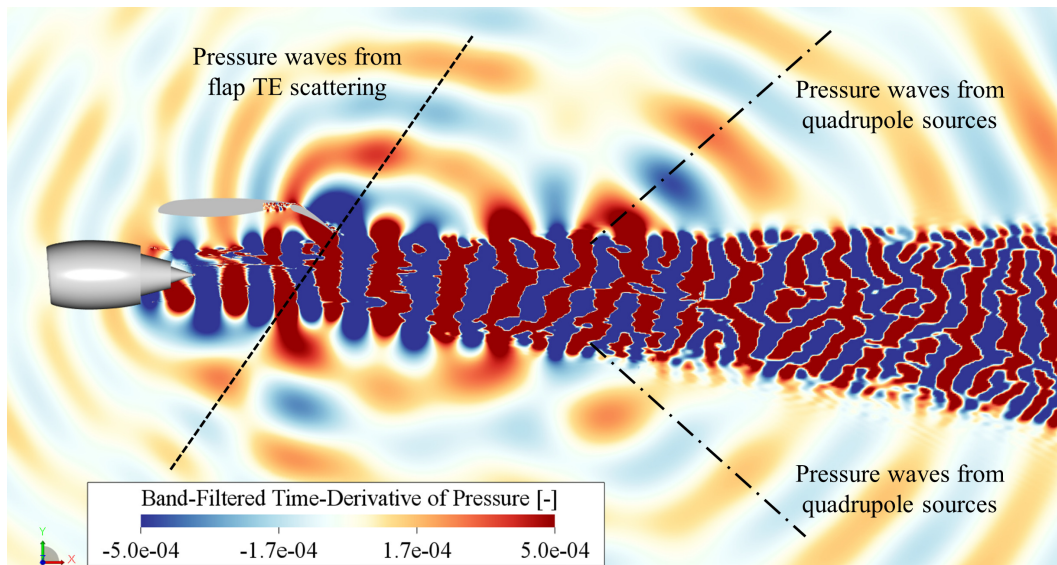 Pressure waves from
flap TE scattering
Pressure waves from
quadrupole sources
Pressure waves from
quadrupole sources
Band-Filtered Time-Derivative of Pressure [-]
-5.0e-04 -1.7e-04 1.7e-04 5.0e-04
Y
Z X